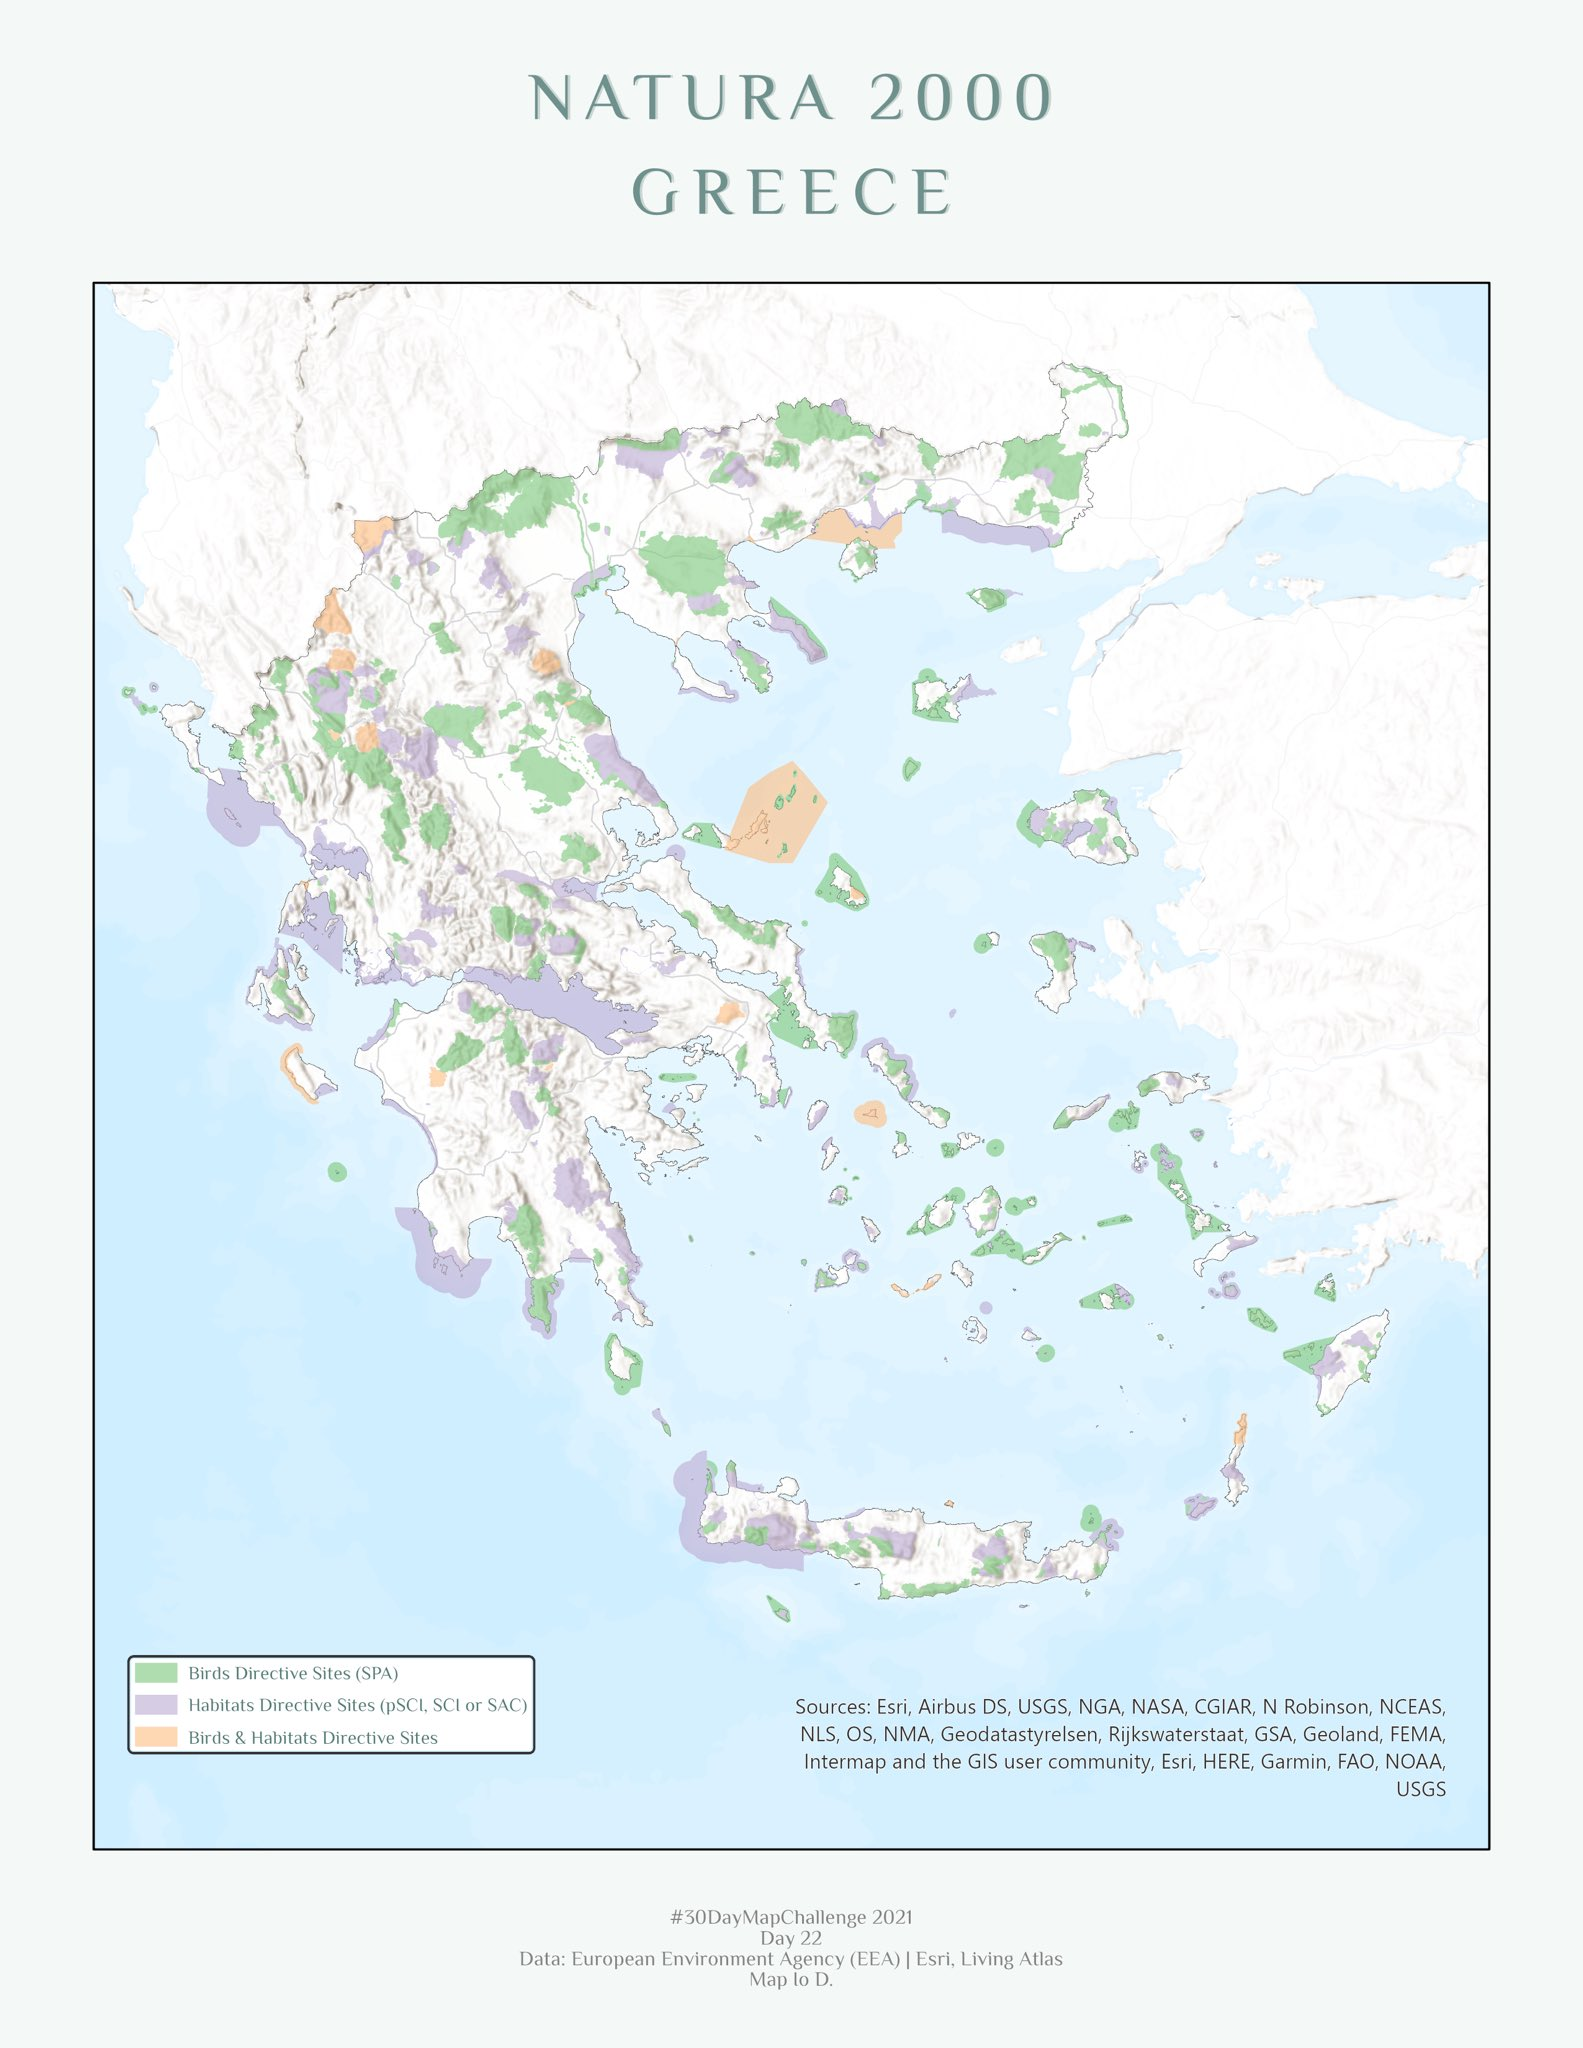 NATURA 2000
GREECE
Birds Directive Sites (SPA)
Habitats Directive Sites (pSCI, SCI or SAC)
Birds & Habitats Directive Sites
Sources: Esri, Airbus DS, USGS, NGA, NASA, CGIAR, N Robinson, NCEAS,
NLS, OS, NMA, Geodatastyrelsen, Rijkswaterstaat, GSA, Geoland, FEMA,
Intermap and the GIS user community, Esri, HERE, Garmin, FAO, NOAA,
USGS
#30DayMapChallenge 2021
Day 22
Data: European Environment Agency (EEA) | Esri, Living Atlas
Map Io D.